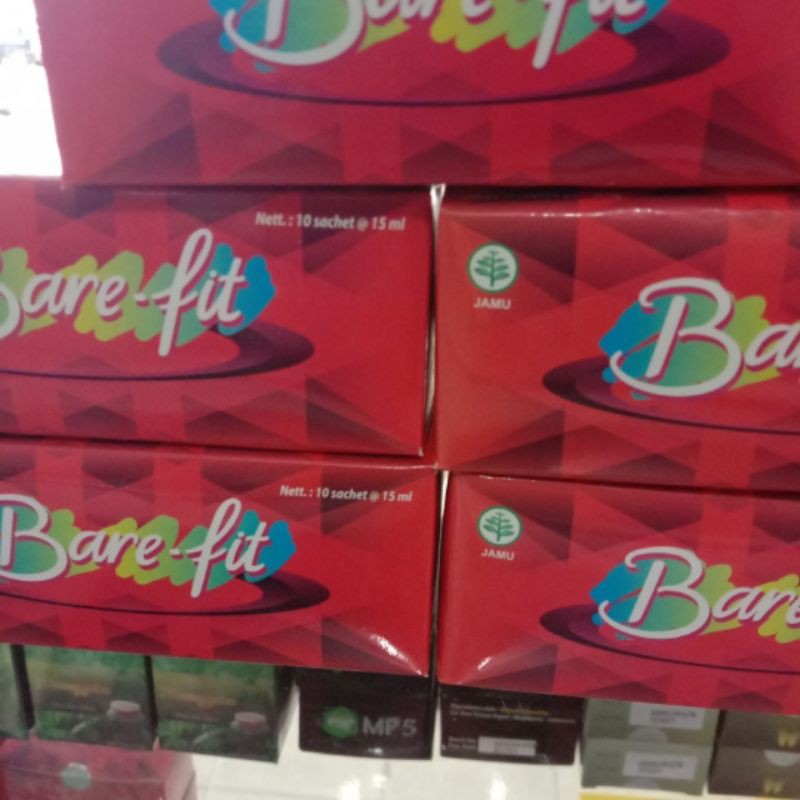 Bare-fit
Nett. : 10 sachet @ 15 ml
Bare-fit
JAMU
Nett. : 10 sachet @ 15 ml
Bare-fit
JAMU
Bare
MP5